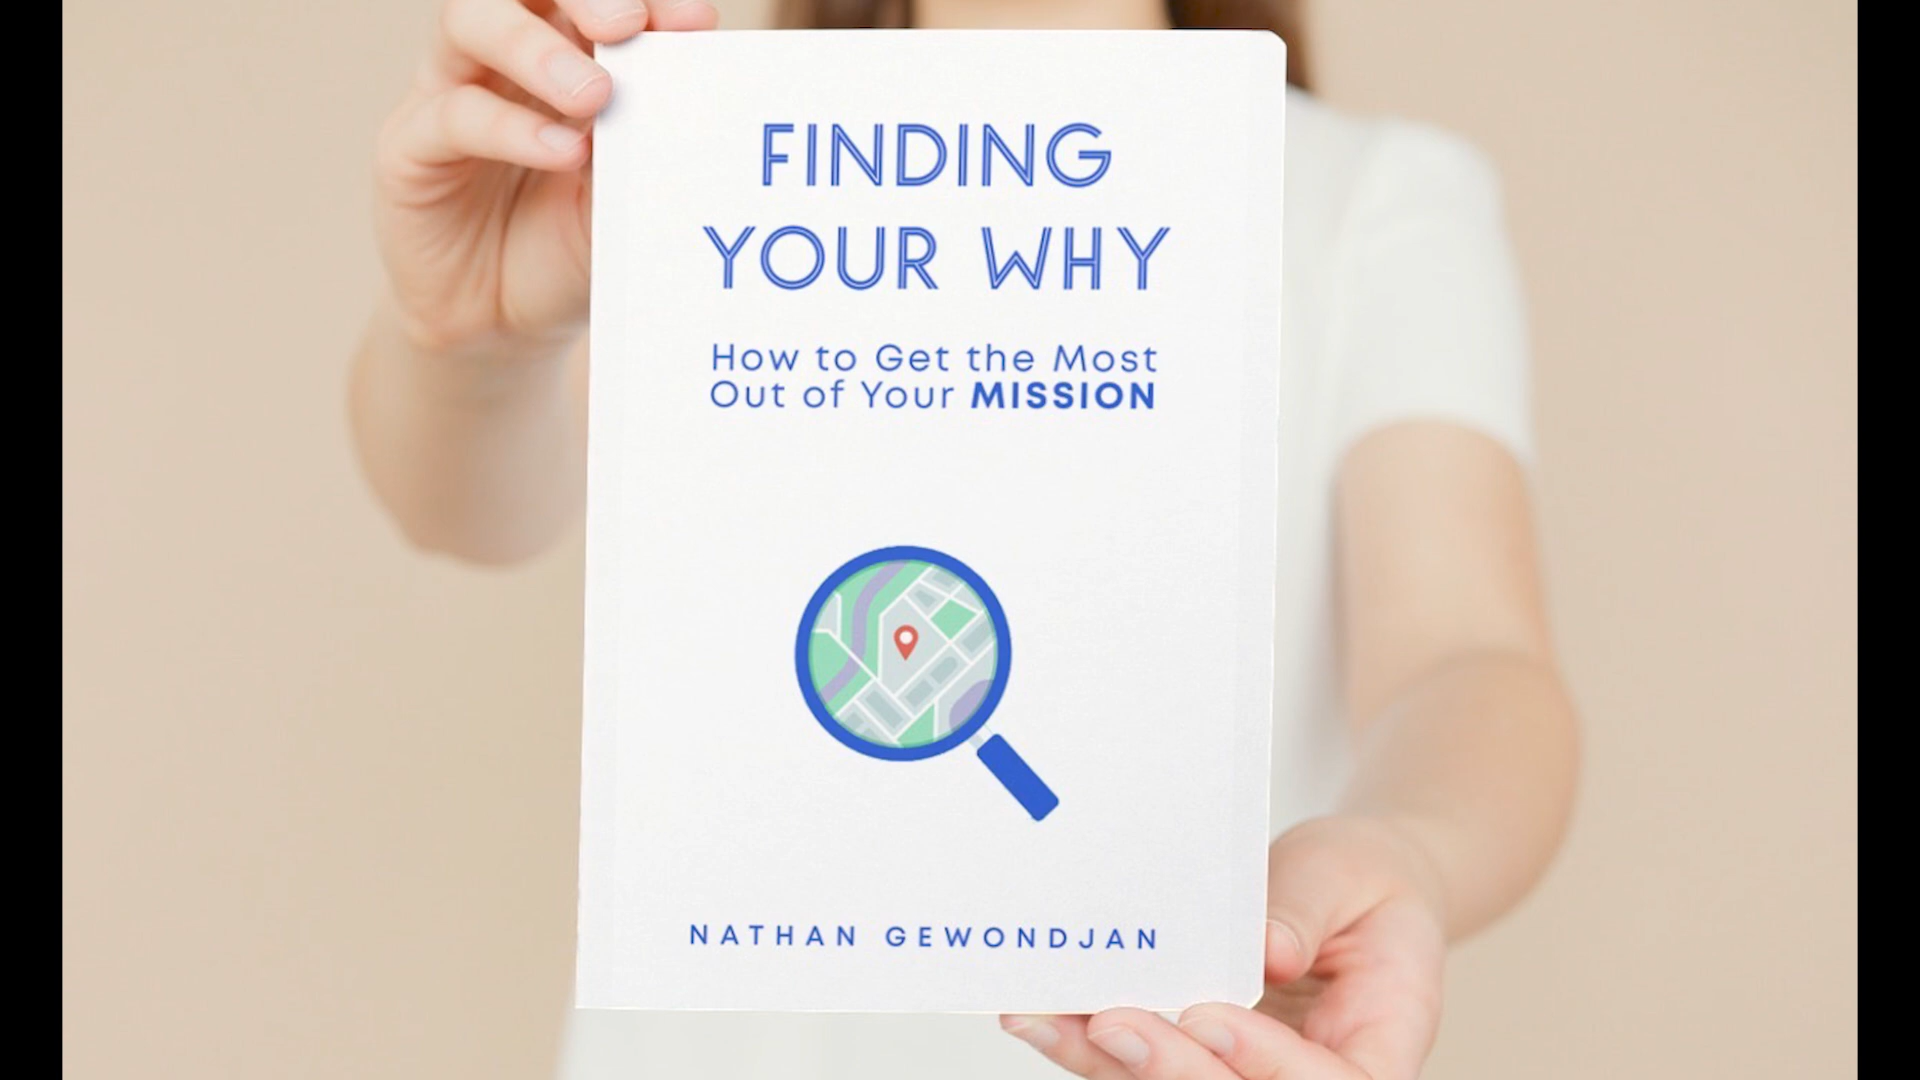 FINDING
YOUR WHY
How to Get the Most
Out of Your MISSION
NATHAN GEWONDJAN